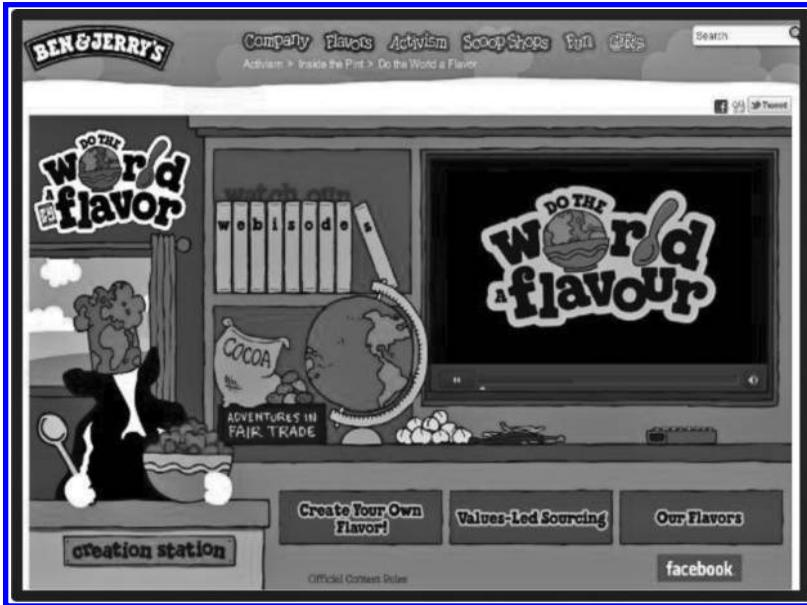 BEN & JERRY'S
Company Flavors Activism Scoop Shops Fun Gifts
Search
Activism > Inside the Pint > Do the World a Flavor
Tweet
DO THE
world
A
flavor
watch our
webisodes
DO THE
world
A flavour
COCOA
ADVENTURES IN
FAIR TRADE
Create Your Own
Flavor!
Values-Led Sourcing
Our Flavors
creation station
facebook
Official Contest Rules